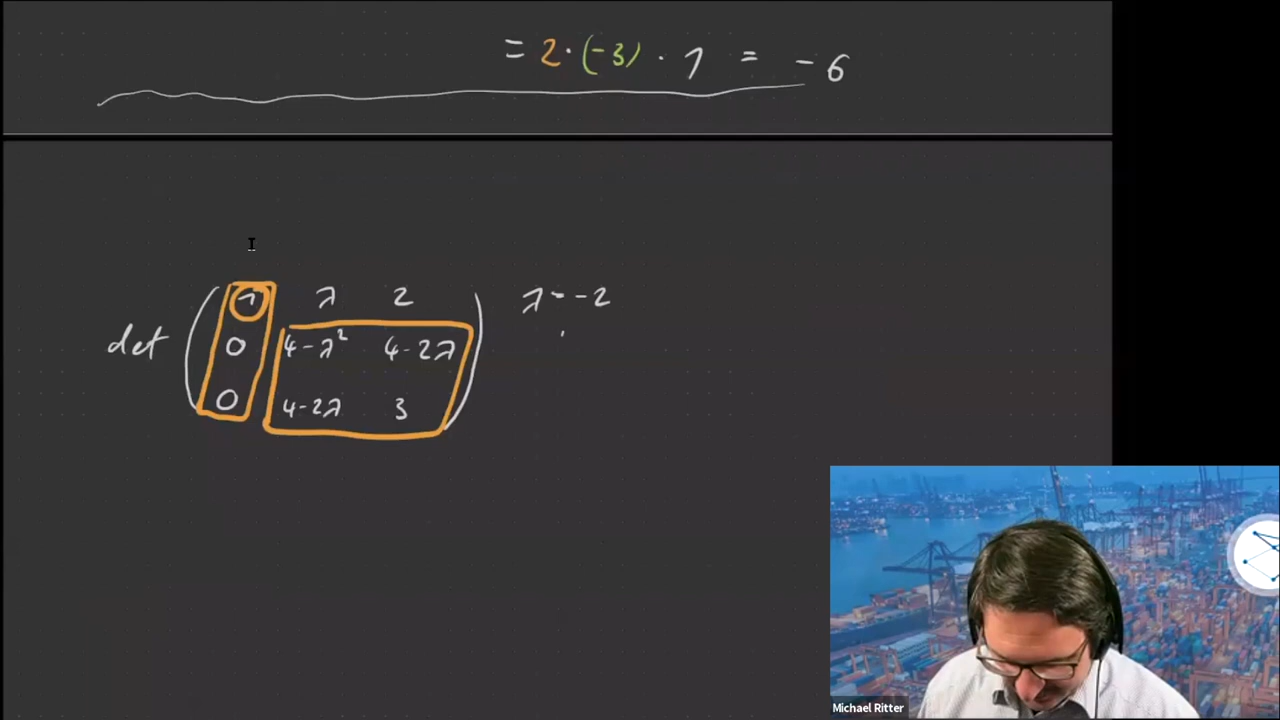 = 2 · (-3) · 1 = -6
1 λ 2 λ = -2
det 0 4-λ² 4-2λ
0 4-2λ 3
Michael Ritter